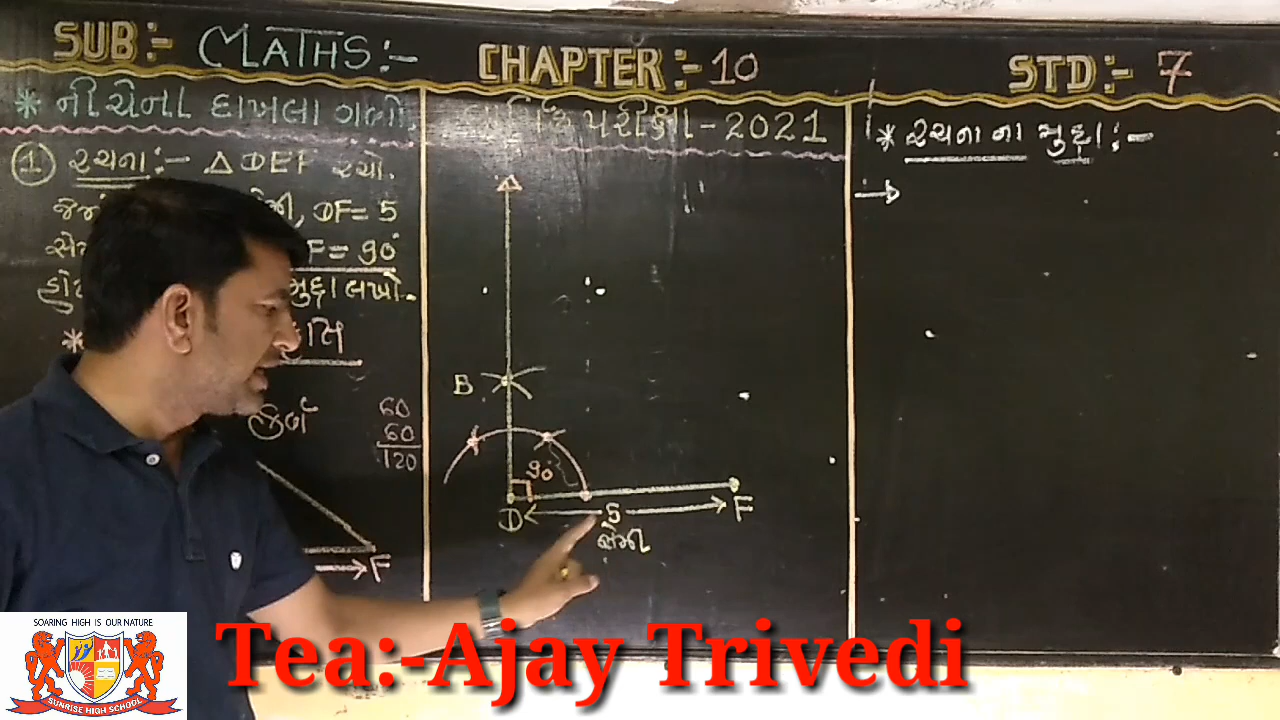 SUB:- MATHS:-
CHAPTER:- 10
STD:- 7
* નીચેના દાખલા ગણો.
પરીક્ષા-2021
* રચના ના મુદ્દા:-
① રચના:- △DEF રચો.
DF= 5
F= 90°
મુદ્દા લખો.
60
60
120
B
90°
D 5 F
સેમી
F
SOARING HIGH IS OUR NATURE
SUNRISE HIGH SCHOOL
Tea:-Ajay Trivedi